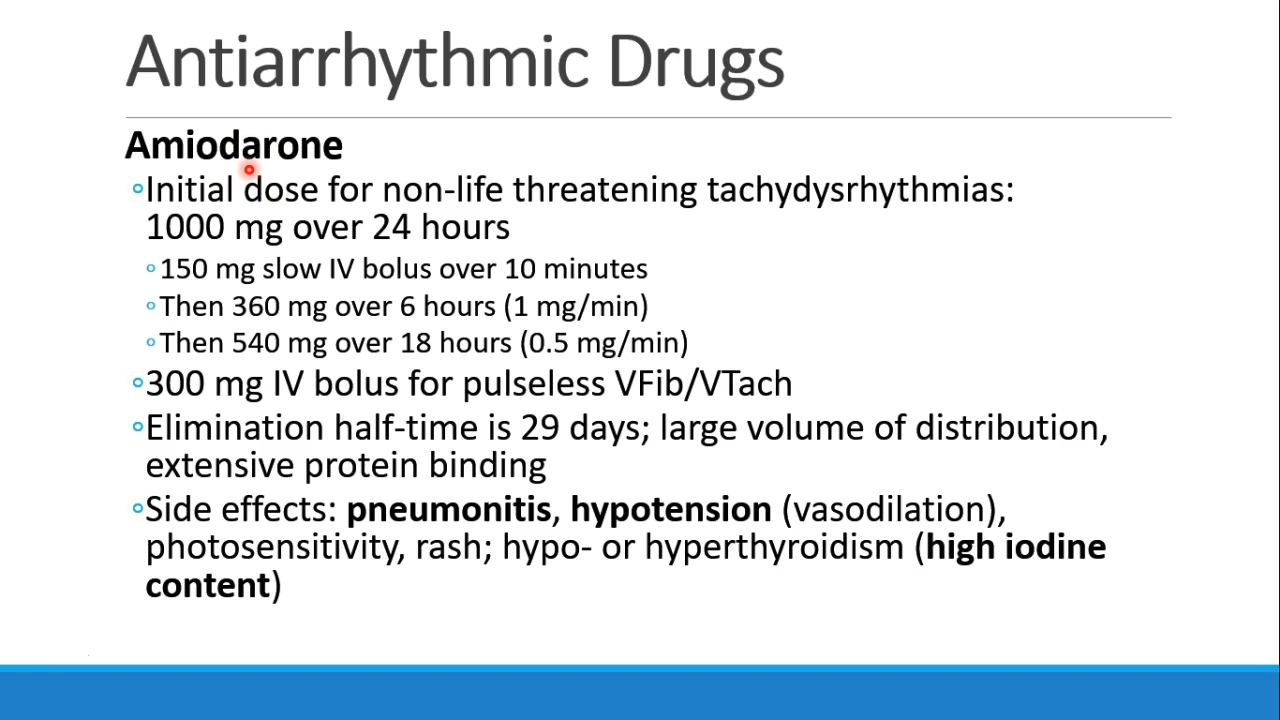 Antiarrhythmic Drugs
Amiodarone
◦Initial dose for non-life threatening tachydysrhythmias:
1000 mg over 24 hours
◦150 mg slow IV bolus over 10 minutes
◦Then 360 mg over 6 hours (1 mg/min)
◦Then 540 mg over 18 hours (0.5 mg/min)
◦300 mg IV bolus for pulseless VFib/VTach
◦Elimination half-time is 29 days; large volume of distribution,
extensive protein binding
◦Side effects: pneumonitis, hypotension (vasodilation),
photosensitivity, rash; hypo- or hyperthyroidism (high iodine
content)